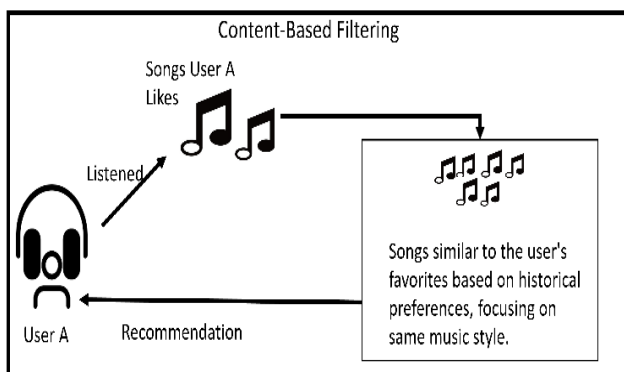 Content-Based Filtering
Songs User A
Likes
Listened
Songs similar to the user's
favorites based on historical
preferences, focusing on
same music style.
User A
Recommendation